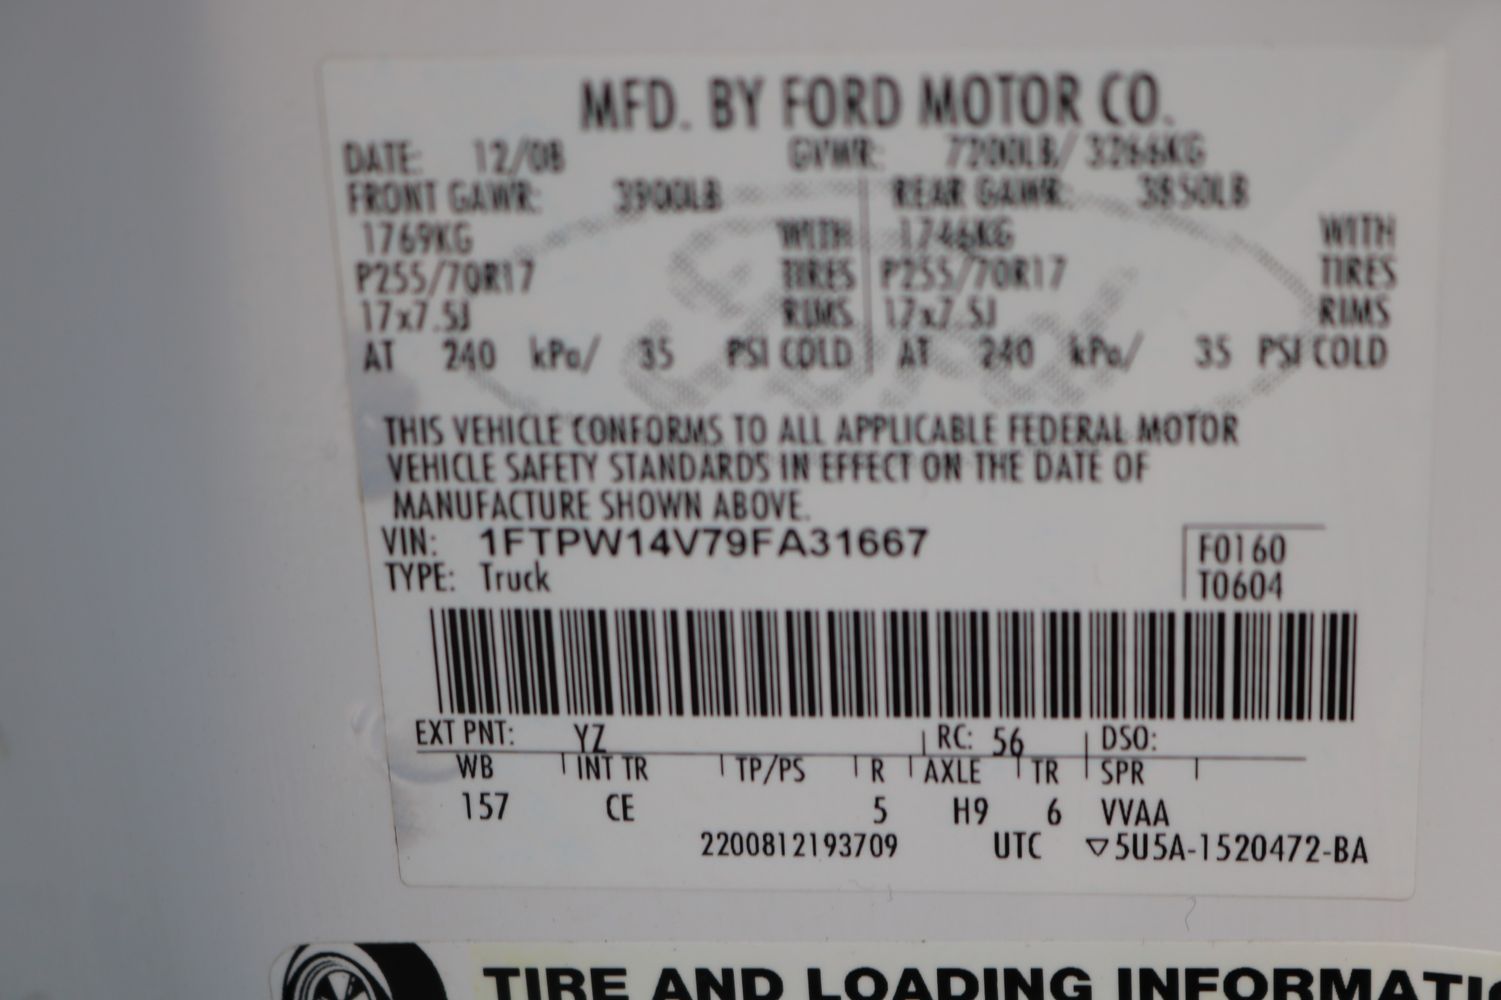 MFD. BY FORD MOTOR CO.
DATE: 12/08 GVWR: 7200LB/ 3266KG
FRONT GAWR: 3900LB REAR GAWR: 3850LB
1769KG WITH 1746KG WITH
P255/70R17 TIRES P255/70R17 TIRES
17x7.5J RIMS 17x7.5J RIMS
AT 240 kPa/ 35 PSI COLD AT 240 kPa/ 35 PSI COLD
THIS VEHICLE CONFORMS TO ALL APPLICABLE FEDERAL MOTOR
VEHICLE SAFETY STANDARDS IN EFFECT ON THE DATE OF
MANUFACTURE SHOWN ABOVE.
VIN: 1FTPW14V79FA31667 F0160
TYPE: Truck T0604
EXT PNT: YZ RC: 56 DSO:
WB INT TR TP/PS R AXLE TR SPR
157 CE 5 H9 6 VVAA
2200812193709 UTC ▽5U5A-1520472-BA
TIRE AND LOADING INFORMATI